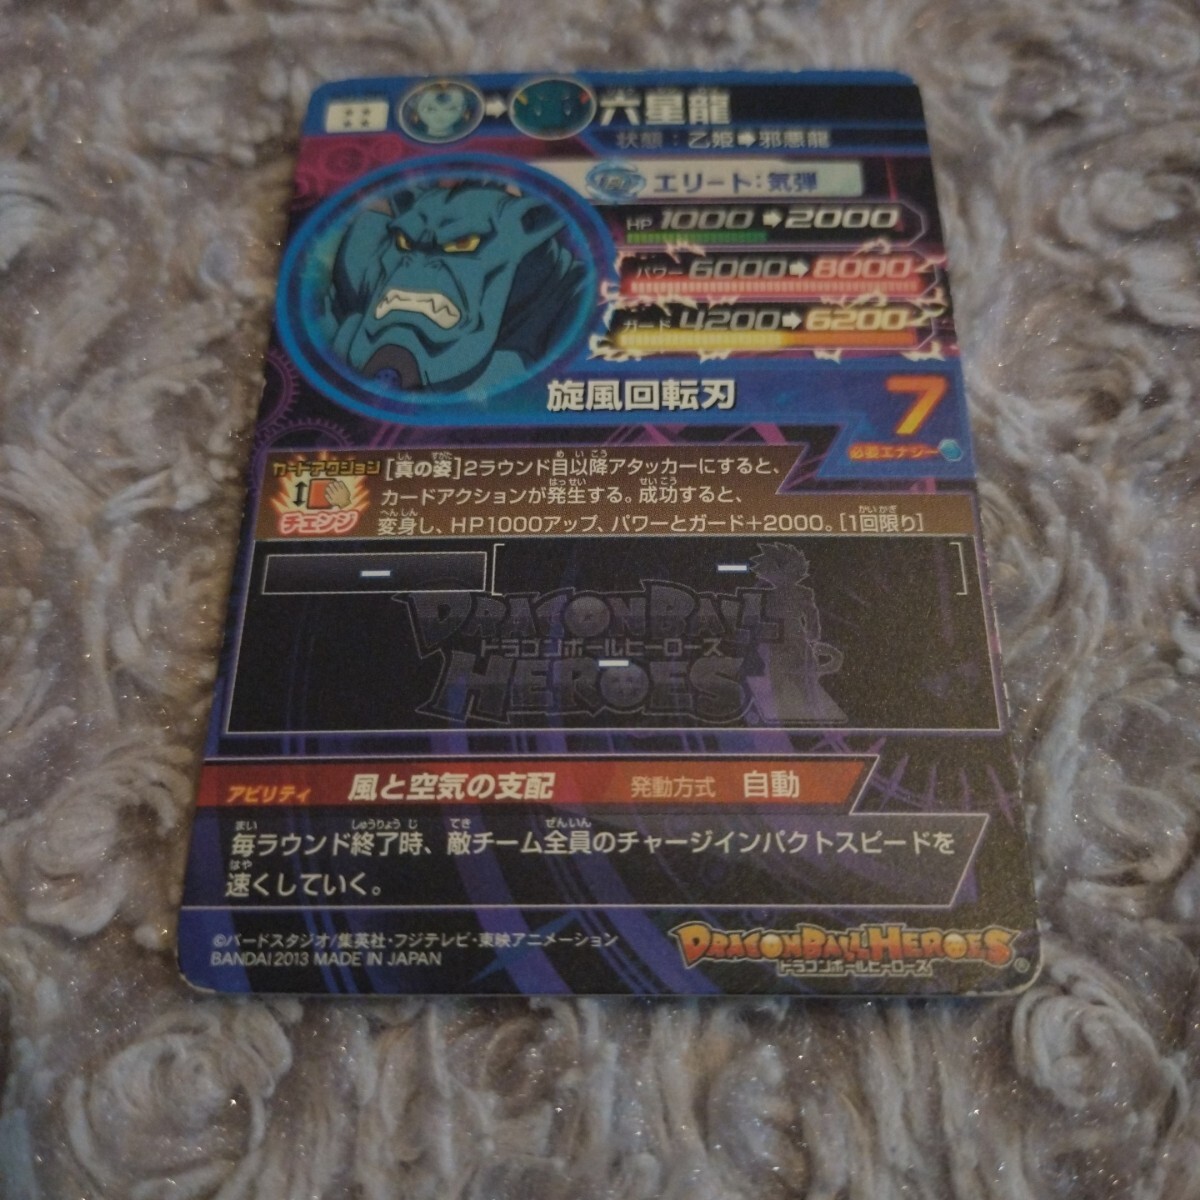 六星龍
状態：乙姫➡邪悪龍
エリート：気弾
HP 1000➡2000
パワー 6000➡8000
ガード 4200➡6200
旋風回転刃
7
必要エナジー
カードアクション
チェンジ
[真の姿]2ラウンド目以降アタッカーにすると、
カードアクションが発生する。成功すると、
変身し、HP1000アップ、パワーとガード+2000。[1回限り]
－
－
－
DRAGON BALL
ドラゴンボールヒーローズ
HEROES
アビリティ 風と空気の支配 発動方式 自動
毎ラウンド終了時、敵チーム全員のチャージインパクトスピードを
速くしていく。
©バードスタジオ/集英社・フジテレビ・東映アニメーション
BANDAI 2013 MADE IN JAPAN
DRAGON BALL HEROES
ドラゴンボールヒーローズ